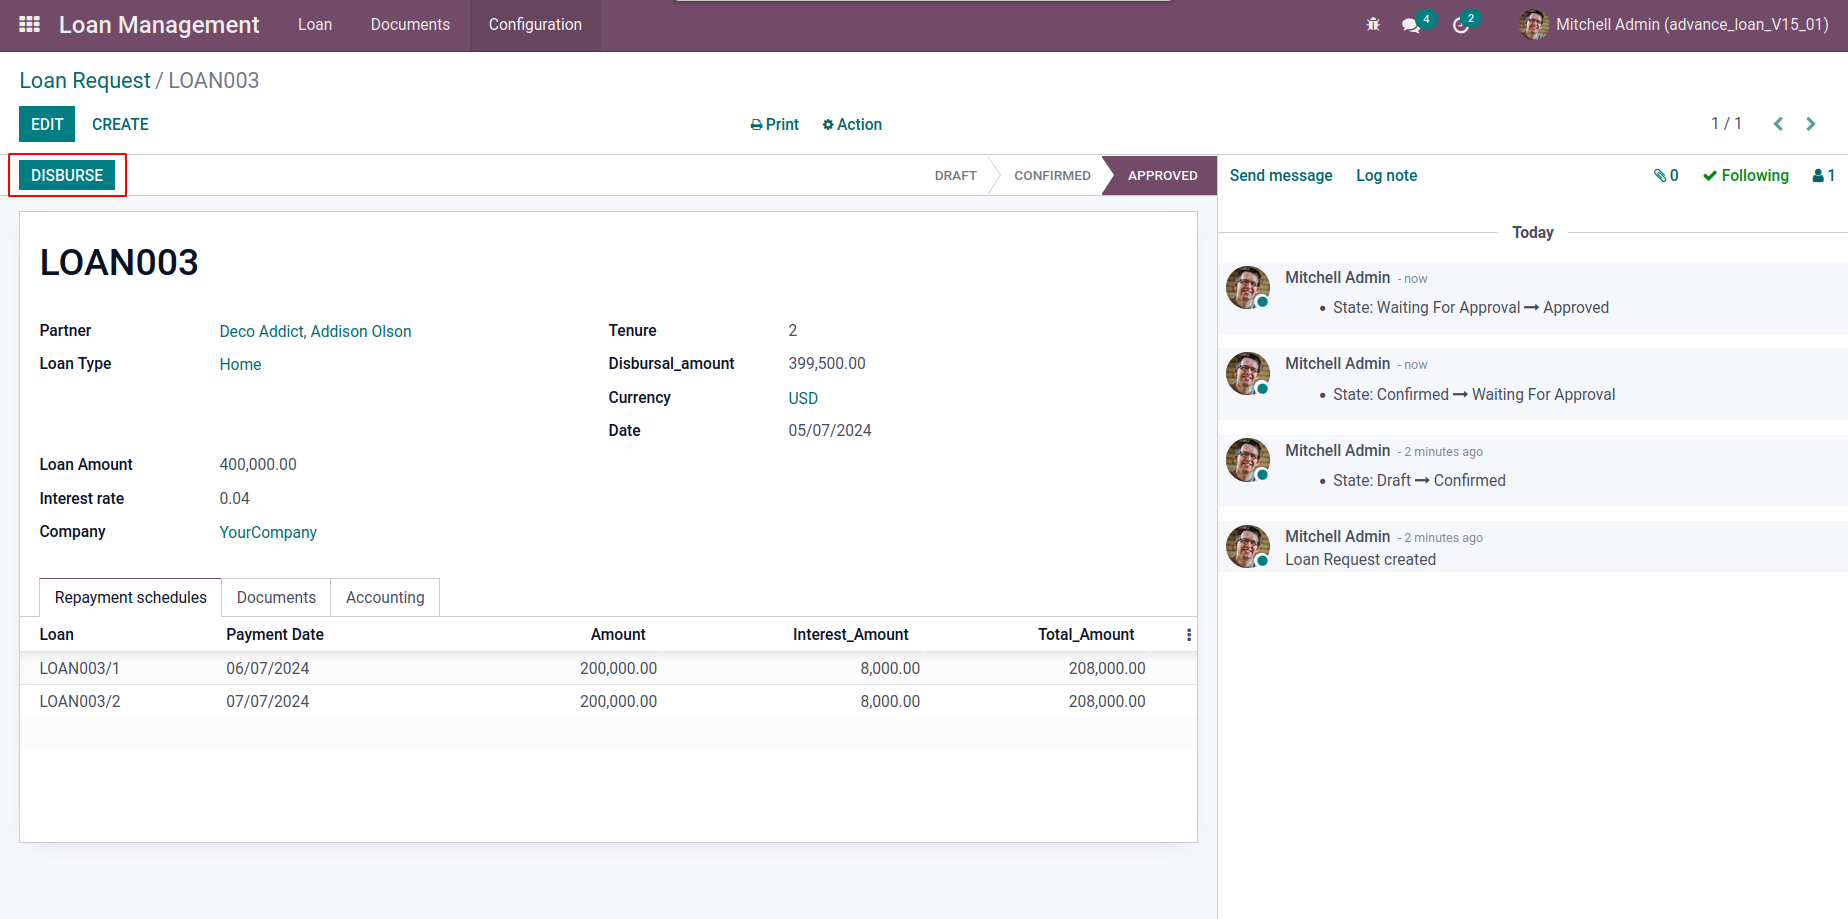 Loan Management Loan Documents Configuration 4 2 Mitchell Admin (advance_loan_V15_01)
Loan Request / LOAN003
EDIT CREATE Print Action 1 / 1
DISBURSE DRAFT CONFIRMED APPROVED Send message Log note 0 Following 1
Today
LOAN003
Partner Deco Addict, Addison Olson
Loan Type Home
Tenure 2
Disbursal_amount 399,500.00
Currency USD
Date 05/07/2024
Loan Amount 400,000.00
Interest rate 0.04
Company YourCompany
Repayment schedules Documents Accounting
Loan Payment Date Amount Interest_Amount Total_Amount
LOAN003/1 06/07/2024 200,000.00 8,000.00 208,000.00
LOAN003/2 07/07/2024 200,000.00 8,000.00 208,000.00
Mitchell Admin - now
• State: Waiting For Approval → Approved
Mitchell Admin - now
• State: Confirmed → Waiting For Approval
Mitchell Admin - 2 minutes ago
• State: Draft → Confirmed
Mitchell Admin - 2 minutes ago
Loan Request created